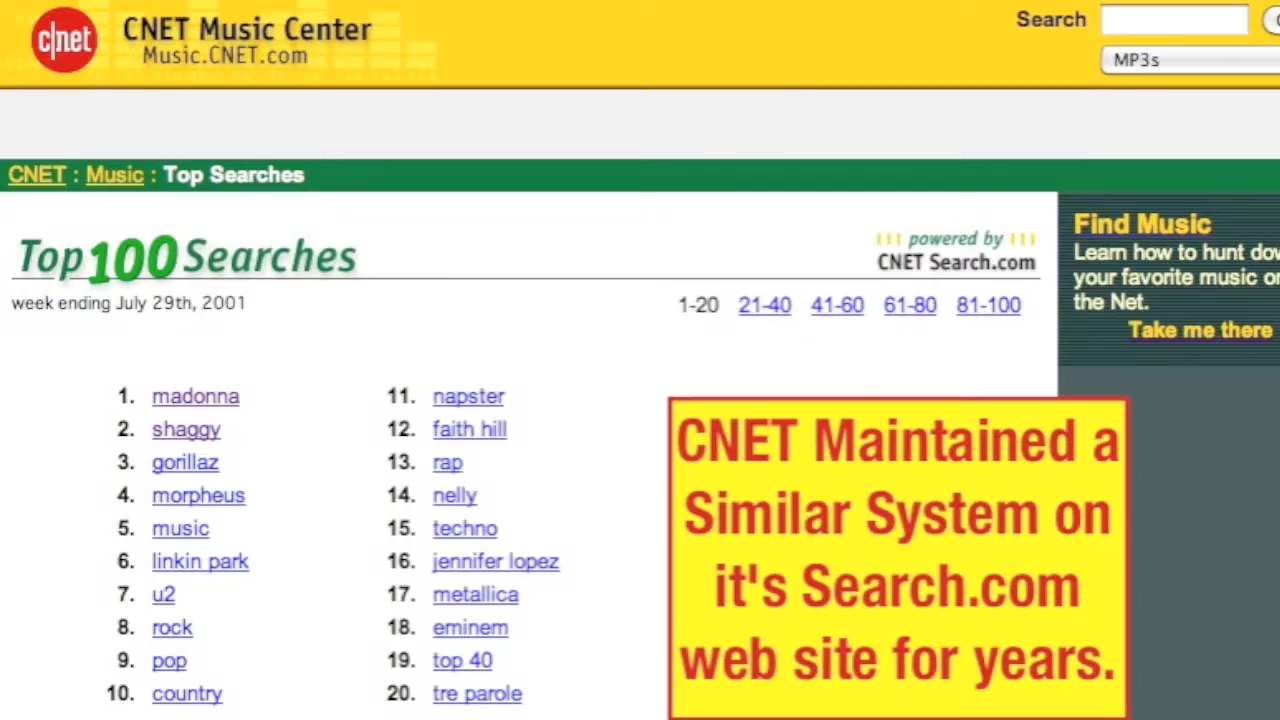 c|net
CNET Music Center
Music.CNET.com
Search
MP3s
CNET : Music : Top Searches
Top 100 Searches
powered by
CNET Search.com
week ending July 29th, 2001
1-20 21-40 41-60 61-80 81-100
Find Music
Learn how to hunt dow
your favorite music on
the Net.
Take me there
1. madonna
2. shaggy
3. gorillaz
4. morpheus
5. music
6. linkin park
7. u2
8. rock
9. pop
10. country
11. napster
12. faith hill
13. rap
14. nelly
15. techno
16. jennifer lopez
17. metallica
18. eminem
19. top 40
20. tre parole
CNET Maintained a
Similar System on
it's Search.com
web site for years.